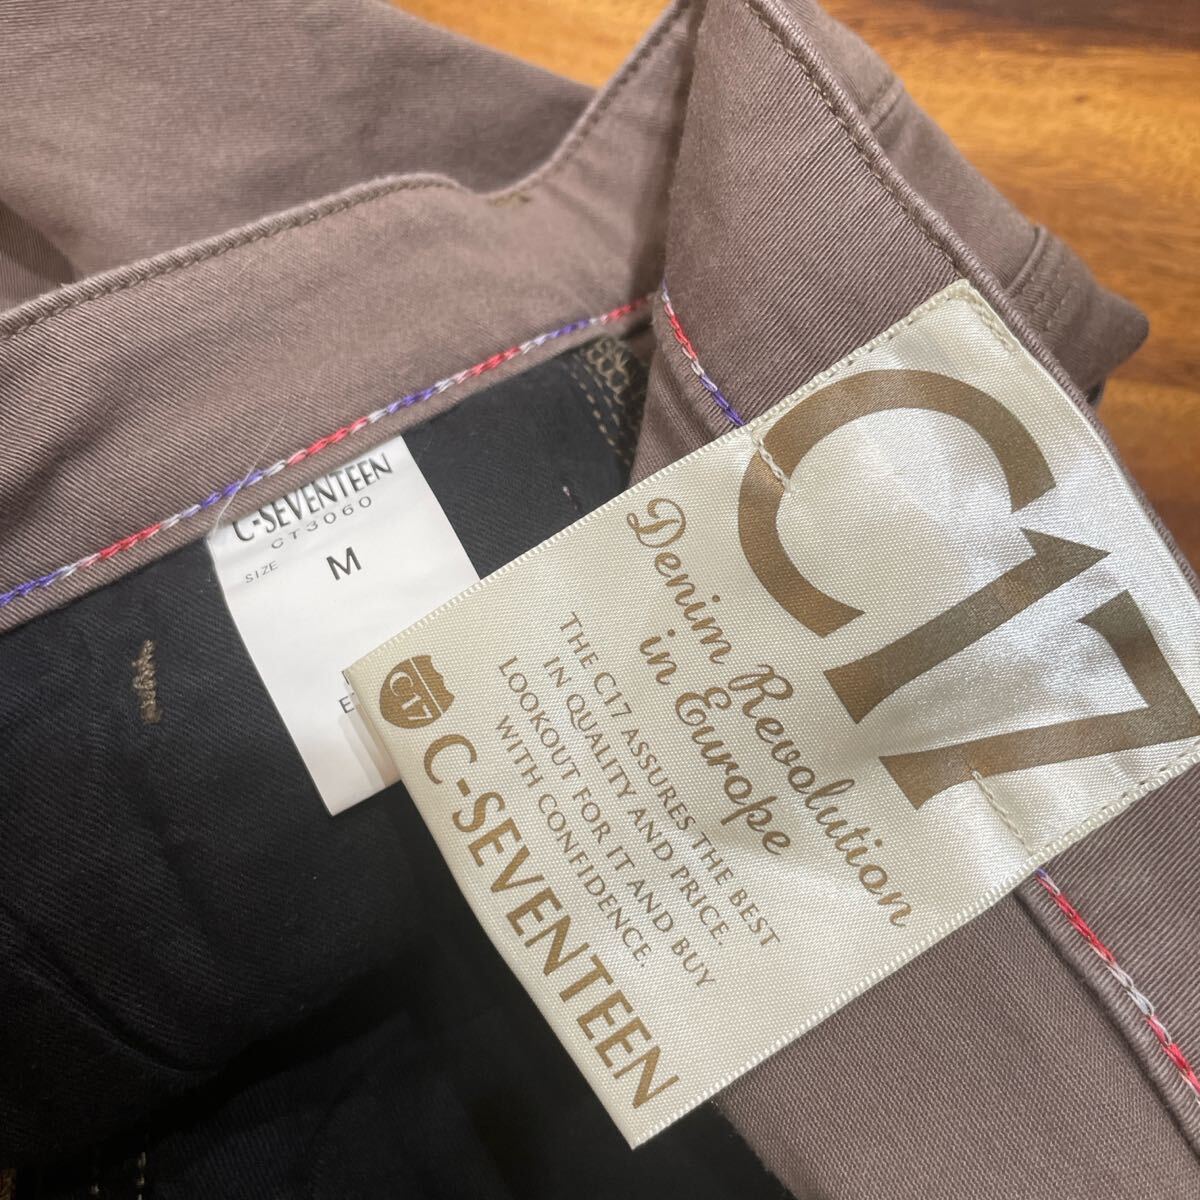 C-SEVENTEEN
CT3060
SIZE M
C17
Denim Revolution
in Europe
THE C17 ASSURES THE BEST
IN QUALITY AND PRICE.
LOOKOUT FOR IT AND BUY
WITH CONFIDENCE.
C17
C-SEVENTEEN